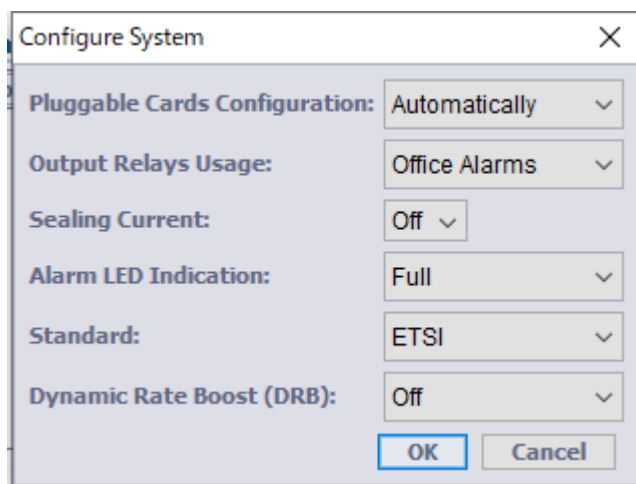 Configure System
Pluggable Cards Configuration: Automatically
Output Relays Usage: Office Alarms
Sealing Current: Off
Alarm LED Indication: Full
Standard: ETSI
Dynamic Rate Boost (DRB): Off
OK Cancel